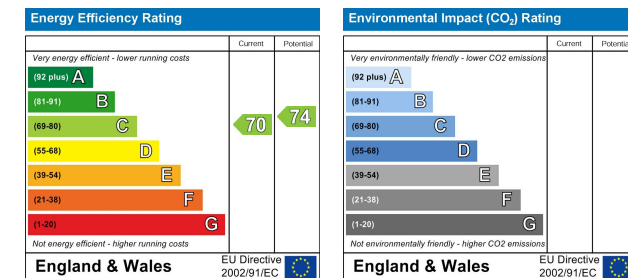 Energy Efficiency Rating
Current Potential
Very energy efficient - lower running costs
(92 plus) A
(81-91) B
(69-80) C
(55-68) D
(39-54) E
(21-38) F
(1-20) G
70
74
Not energy efficient - higher running costs
England & Wales
EU Directive
2002/91/EC
Environmental Impact (CO2) Rating
Current Potential
Very environmentally friendly - lower CO2 emissions
(92 plus) A
(81-91) B
(69-80) C
(55-68) D
(39-54) E
(21-38) F
(1-20) G
Not environmentally friendly - higher CO2 emissions
England & Wales
EU Directive
2002/91/EC